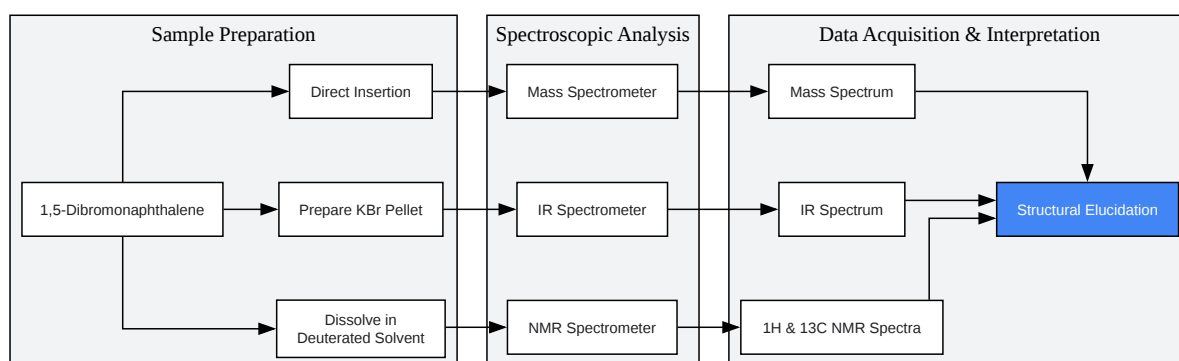 Sample Preparation
Spectroscopic Analysis
Data Acquisition & Interpretation
Direct Insertion
Mass Spectrometer
Mass Spectrum
1,5-Dibromonaphthalene
Prepare KBr Pellet
IR Spectrometer
IR Spectrum
Structural Elucidation
Dissolve in
Deuterated Solvent
NMR Spectrometer
1H & 13C NMR Spectra